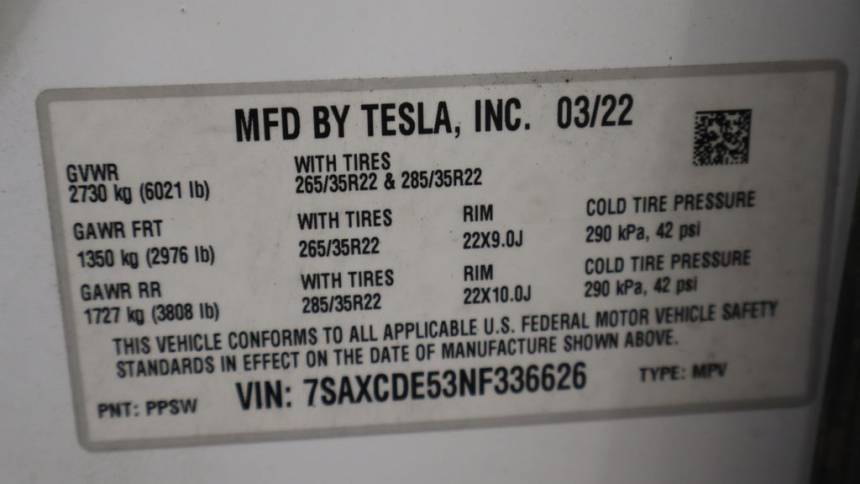 MFD BY TESLA, INC. 03/22
GVWR
2730 kg (6021 lb)
WITH TIRES
265/35R22 & 285/35R22
GAWR FRT
1350 kg (2976 lb)
WITH TIRES
265/35R22
RIM
22X9.0J
COLD TIRE PRESSURE
290 kPa, 42 psi
GAWR RR
1727 kg (3808 lb)
WITH TIRES
285/35R22
RIM
22X10.0J
COLD TIRE PRESSURE
290 kPa, 42 psi
THIS VEHICLE CONFORMS TO ALL APPLICABLE U.S. FEDERAL MOTOR VEHICLE SAFETY
STANDARDS IN EFFECT ON THE DATE OF MANUFACTURE SHOWN ABOVE.
PNT: PPSW VIN: 7SAXCDE53NF336626 TYPE: MPV